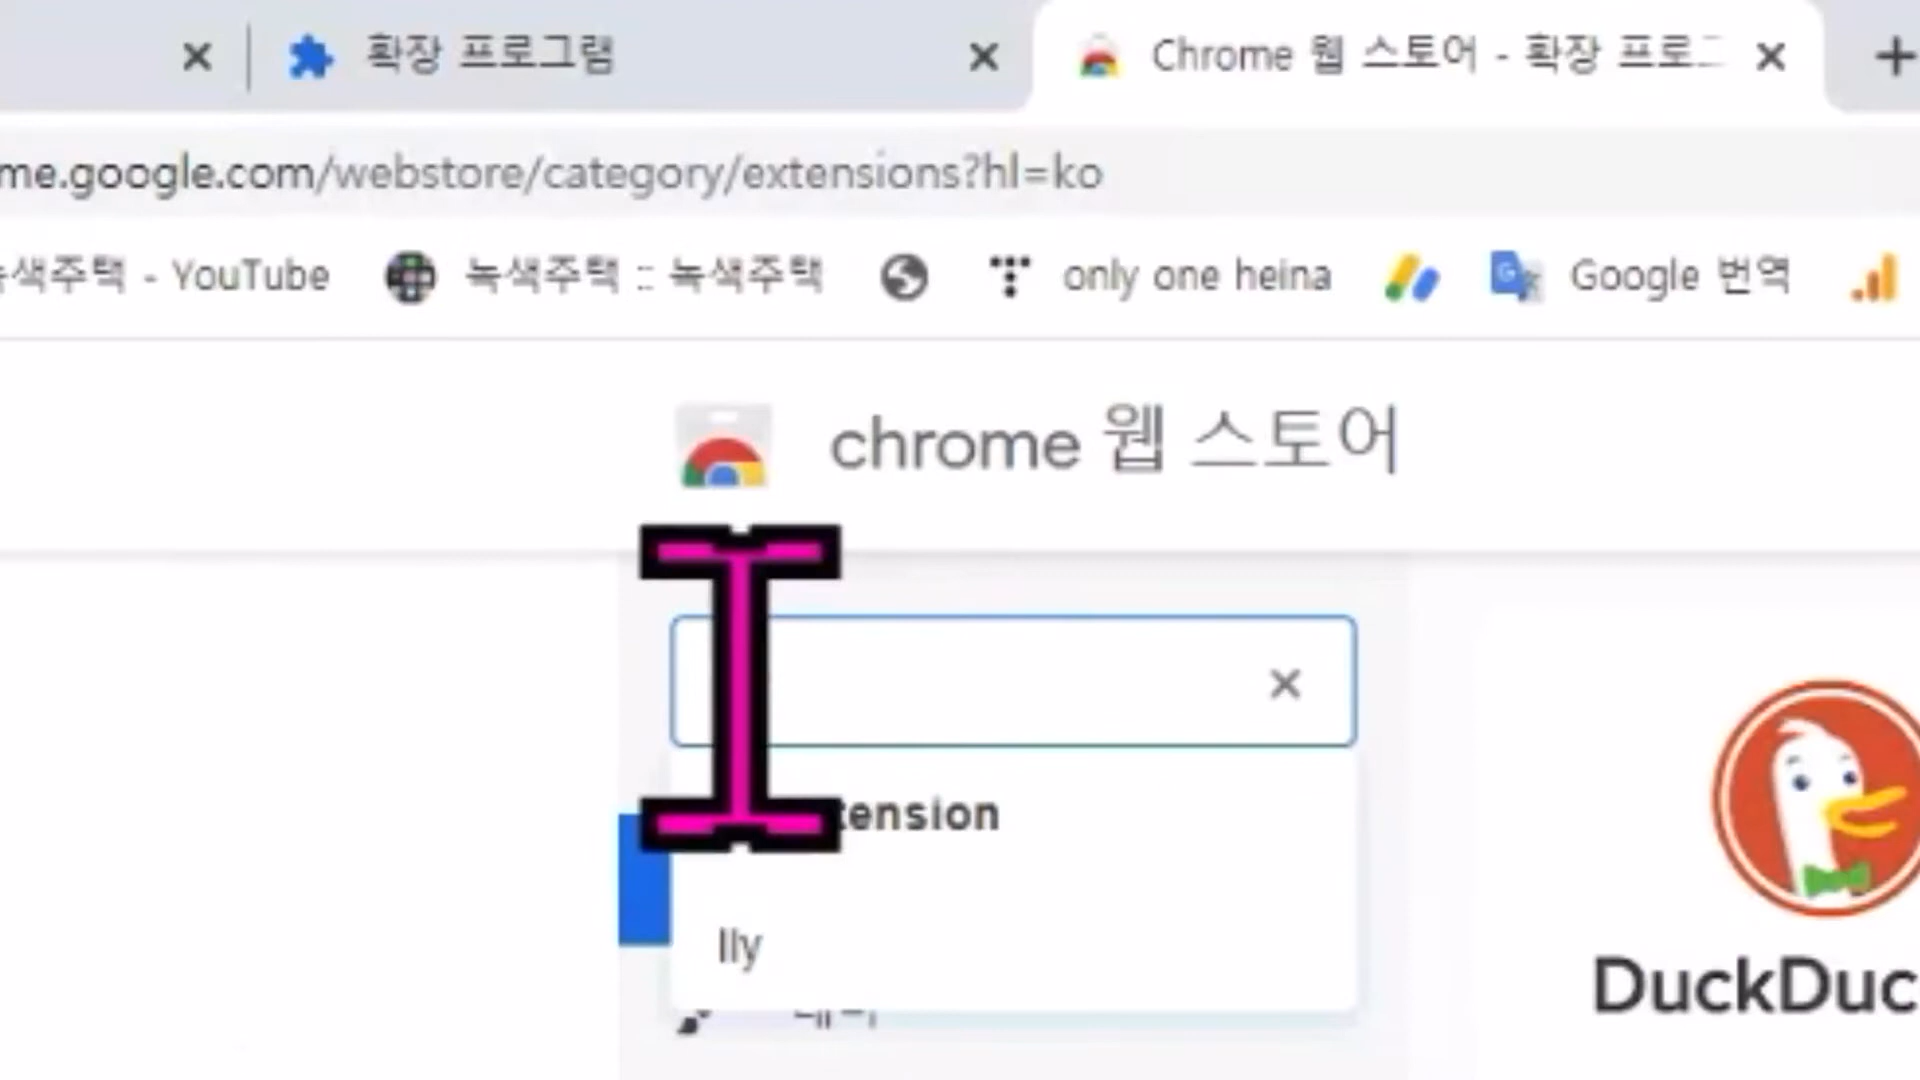 확장 프로그램
Chrome 웹 스토어 - 확장 프로그
me.google.com/webstore/category/extensions?hl=ko
색주택 - YouTube 녹색주택 :: 녹색주택 only one heina Google 번역
chrome 웹 스토어
tension
lly
DuckDuc